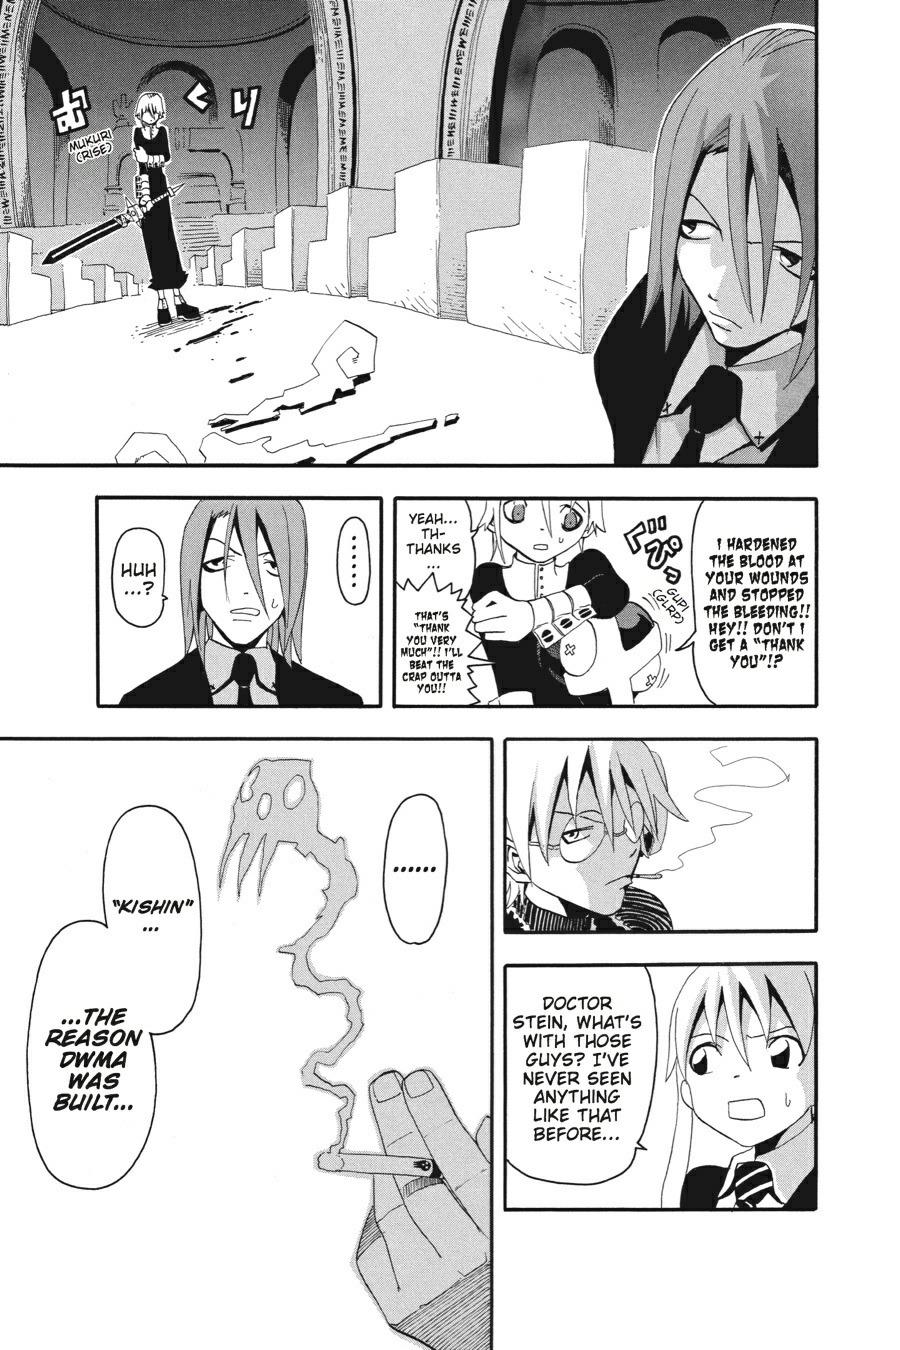 むくり
MUKURI
(RISE)
I HARDENED
THE BLOOD AT
YOUR WOUNDS
AND STOPPED
THE BLEEDING!!
HEY!! DON'T I
GET A "THANK
YOU"!?
ぐぴっ
GUPI
(GLRP)
YEAH...
TH-
THANKS
...
THAT'S
"THANK
YOU VERY
MUCH"!! I'LL
BEAT THE
CRAP OUTTA
YOU!!
......
HUH
...?
DOCTOR
STEIN, WHAT'S
WITH THOSE
GUYS? I'VE
NEVER SEEN
ANYTHING
LIKE THAT
BEFORE...
......
"KISHIN"
...
...THE
REASON
DWMA
WAS
BUILT...